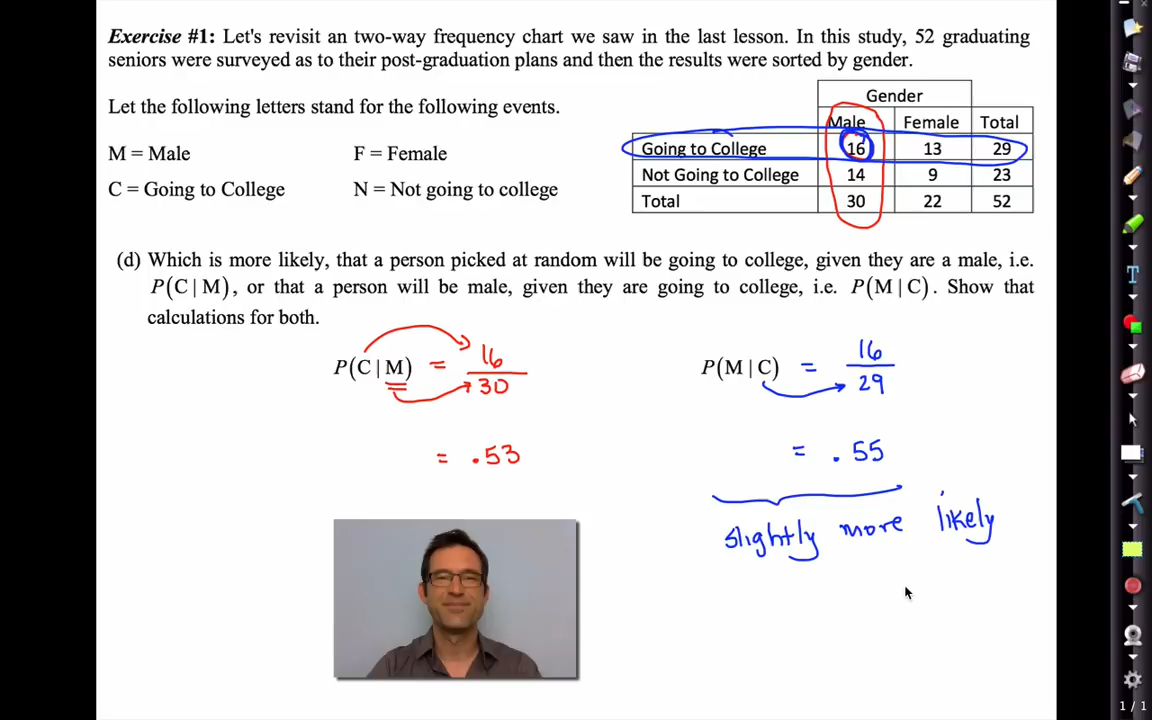 Exercise #1: Let's revisit an two-way frequency chart we saw in the last lesson. In this study, 52 graduating
seniors were surveyed as to their post-graduation plans and then the results were sorted by gender.
Let the following letters stand for the following events.
M = Male F = Female
C = Going to College N = Not going to college
Gender
Male Female Total
Going to College 16 13 29
Not Going to College 14 9 23
Total 30 22 52
(d) Which is more likely, that a person picked at random will be going to college, given they are a male, i.e.
P(C | M), or that a person will be male, given they are going to college, i.e. P(M | C). Show that
calculations for both.
P(C | M) = 16/30
= .53
P(M | C) = 16/29
= .55
slightly more likely
1 / 1